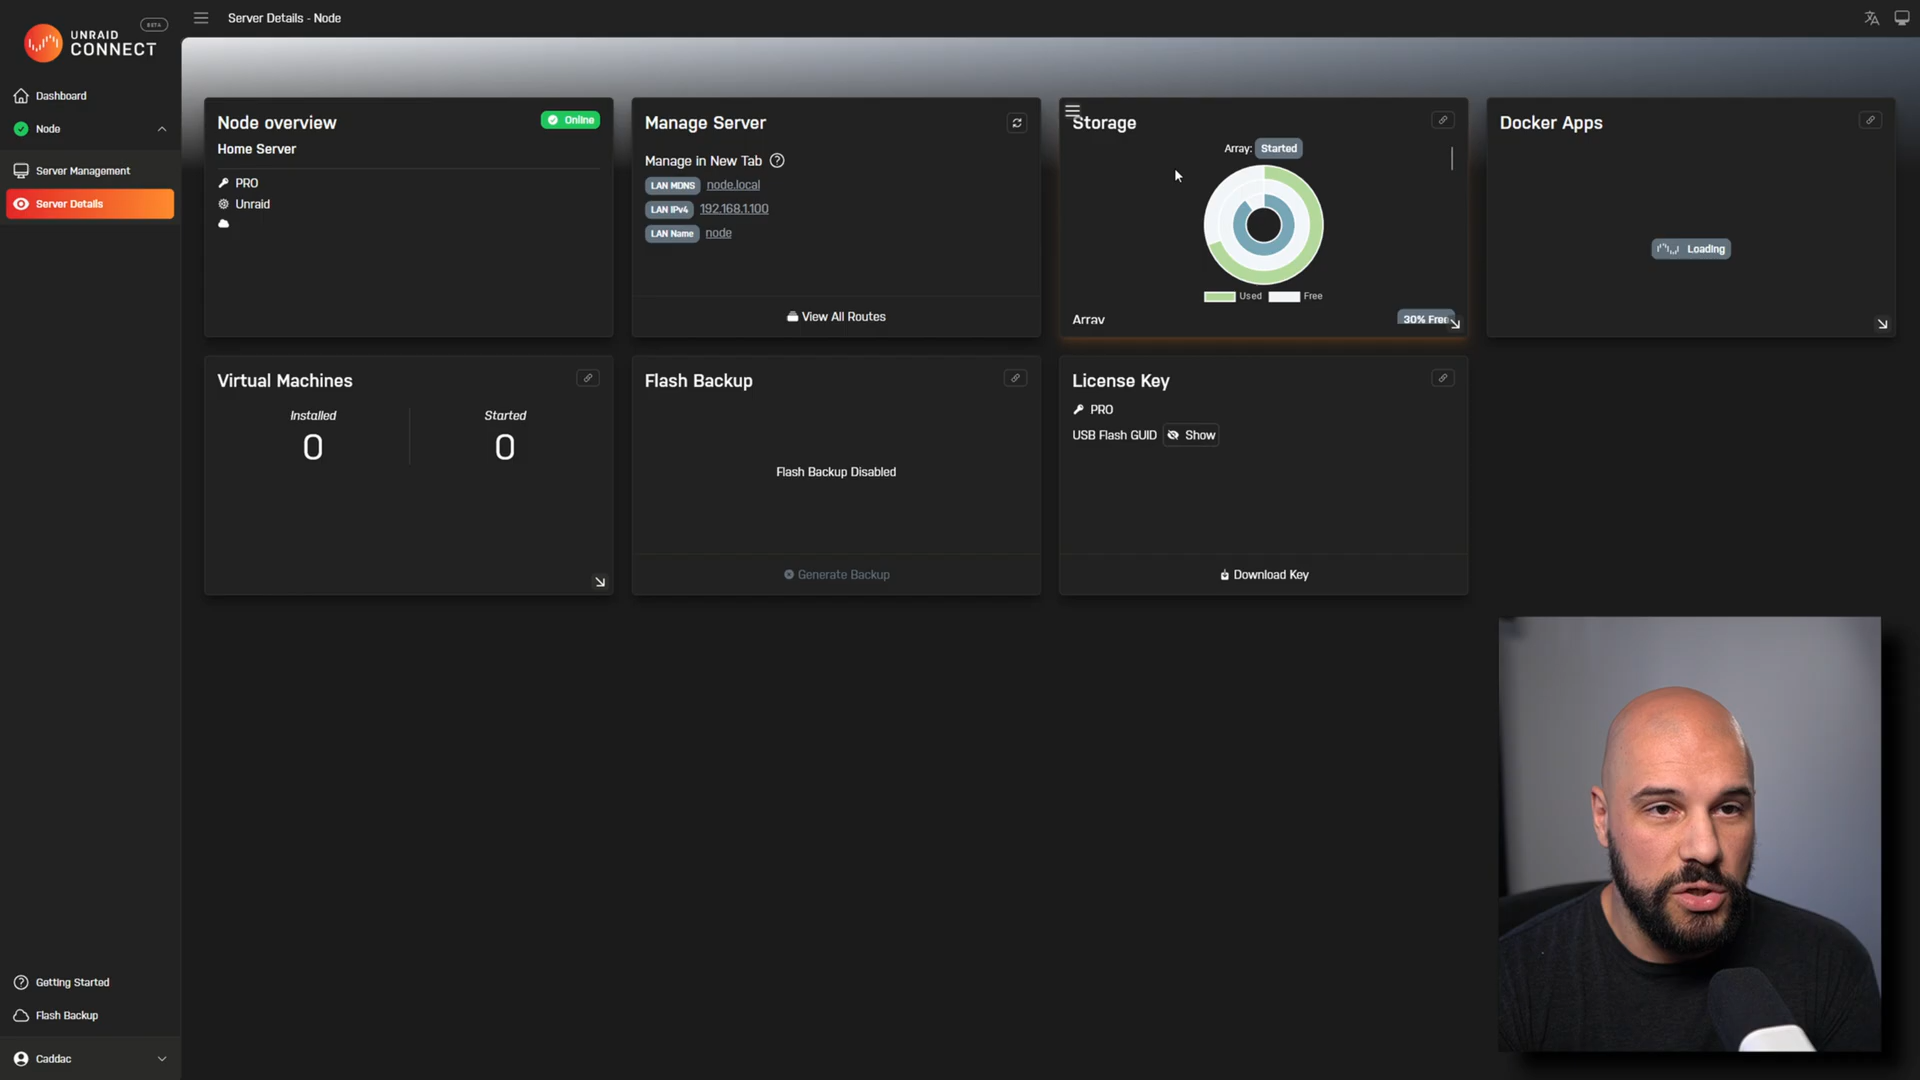 UNRAID
CONNECT
BETA
Server Details - Node
Dashboard
Node
Server Management
Server Details
Node overview
Online
Home Server
PRO
Unraid
Manage Server
Manage in New Tab
LAN MDNS node.local
LAN IPv4 192.168.1.100
LAN Name node
View All Routes
Storage
Array: Started
Used Free
Array 30% Free
Docker Apps
Loading
Virtual Machines
Installed Started
0 0
Flash Backup
Flash Backup Disabled
Generate Backup
License Key
PRO
USB Flash GUID Show
Download Key
Getting Started
Flash Backup
Caddac